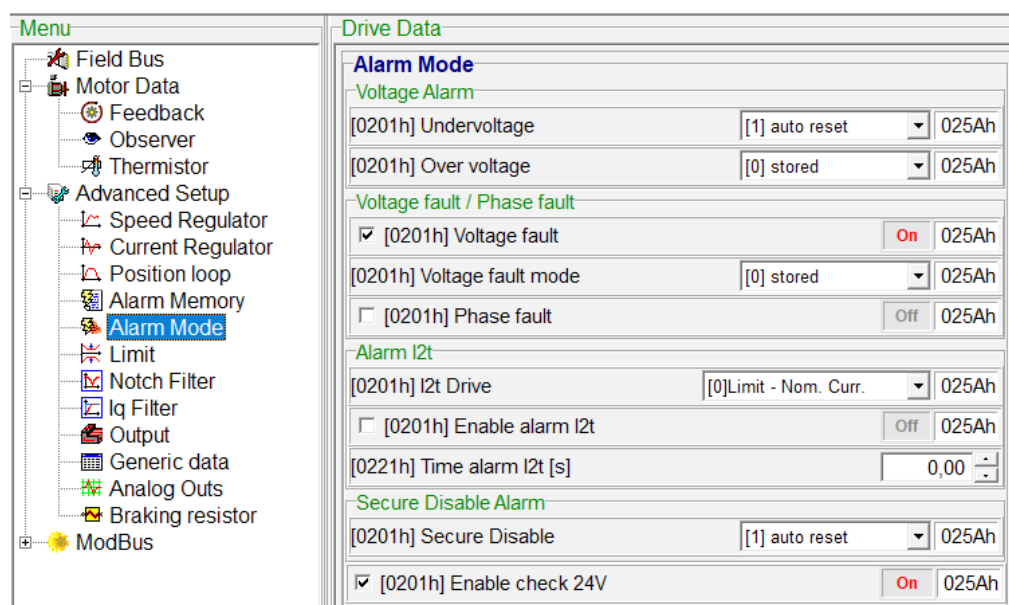 Menu
Field Bus
Motor Data
Feedback
Observer
Thermistor
Advanced Setup
Speed Regulator
Current Regulator
Position loop
Alarm Memory
Alarm Mode
Limit
Notch Filter
Iq Filter
Output
Generic data
Analog Outs
Braking resistor
ModBus
Drive Data
Alarm Mode
Voltage Alarm
[0201h] Undervoltage [1] auto reset 025Ah
[0201h] Over voltage [0] stored 025Ah
Voltage fault / Phase fault
[0201h] Voltage fault On 025Ah
[0201h] Voltage fault mode [0] stored 025Ah
[0201h] Phase fault Off 025Ah
Alarm I2t
[0201h] I2t Drive [0]Limit - Nom. Curr. 025Ah
[0201h] Enable alarm I2t Off 025Ah
[0221h] Time alarm I2t [s] 0,00
Secure Disable Alarm
[0201h] Secure Disable [1] auto reset 025Ah
[0201h] Enable check 24V On 025Ah